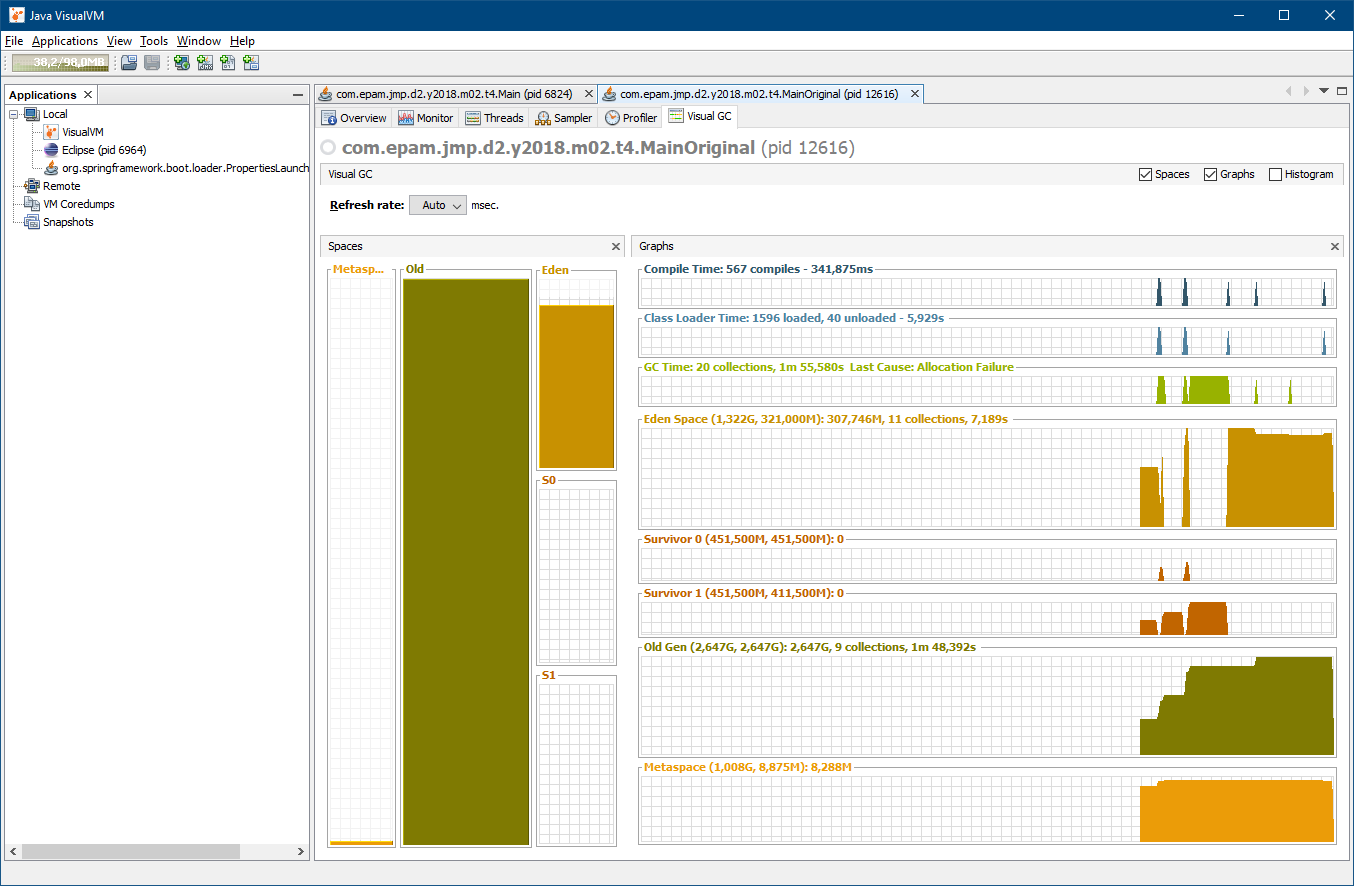 Java VisualVM
File Applications View Tools Window Help
38,2/98,0MB
Applications
Local
VisualVM
Eclipse (pid 6964)
org.springframework.boot.loader.PropertiesLaunch
Remote
VM Coredumps
Snapshots
com.epam.jmp.d2.y2018.m02.t4.Main (pid 6824) com.epam.jmp.d2.y2018.m02.t4.MainOriginal (pid 12616)
Overview Monitor Threads Sampler Profiler Visual GC
com.epam.jmp.d2.y2018.m02.t4.MainOriginal (pid 12616)
Visual GC Spaces Graphs Histogram
Refresh rate: Auto msec.
Spaces
Metasp... Old Eden
S0
S1
Graphs
Compile Time: 567 compiles - 341,875ms
Class Loader Time: 1596 loaded, 40 unloaded - 5,929s
GC Time: 20 collections, 1m 55,580s Last Cause: Allocation Failure
Eden Space (1,322G, 321,000M): 307,746M, 11 collections, 7,189s
Survivor 0 (451,500M, 451,500M): 0
Survivor 1 (451,500M, 411,500M): 0
Old Gen (2,647G, 2,647G): 2,647G, 9 collections, 1m 48,392s
Metaspace (1,008G, 8,875M): 8,288M